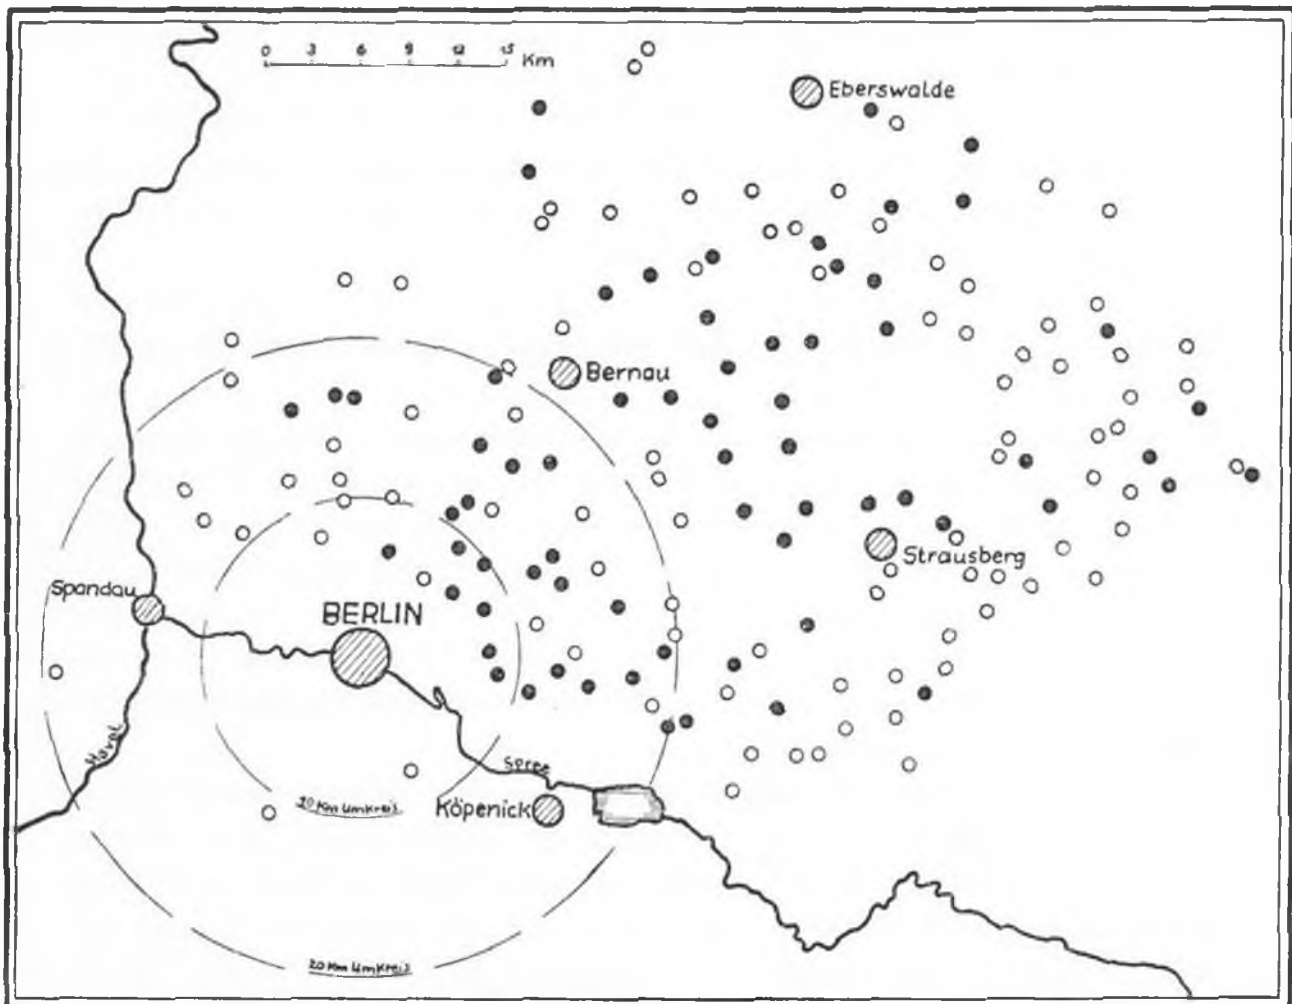 0 3 6 9 12 15 Km
Eberswalde
Bernau
Strausberg
Spandau
BERLIN
Havel
Spree
10 Km Umkreis
Köpenick
20 Km Umkreis